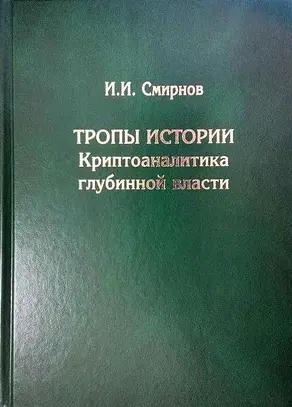 И.И. Смирнов
ТРОПЫ ИСТОРИИ
Криптоаналитика
глубинной власти